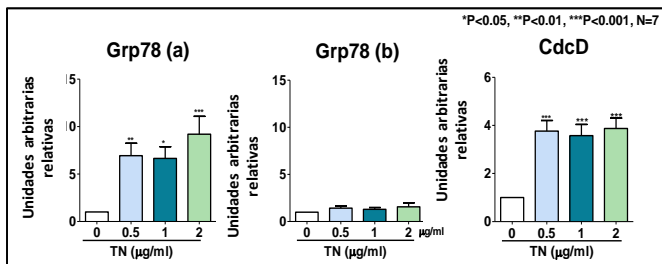 *P<0.05, **P<0.01, ***P<0.001, N=7
Grp78 (a)
Unidades arbitrarias
relativas
15
10
5
0
**
*
***
0 0.5 1 2
TN (µg/ml)
Grp78 (b)
Unidades arbitrarias
relativas
15
10
5
0
0 0.5 1 2 µg/ml
TN (µg/ml)
CdcD
Unidades arbitrarias
relativas
6
4
2
0
***
***
***
0 0.5 1 2
TN (µg/ml)